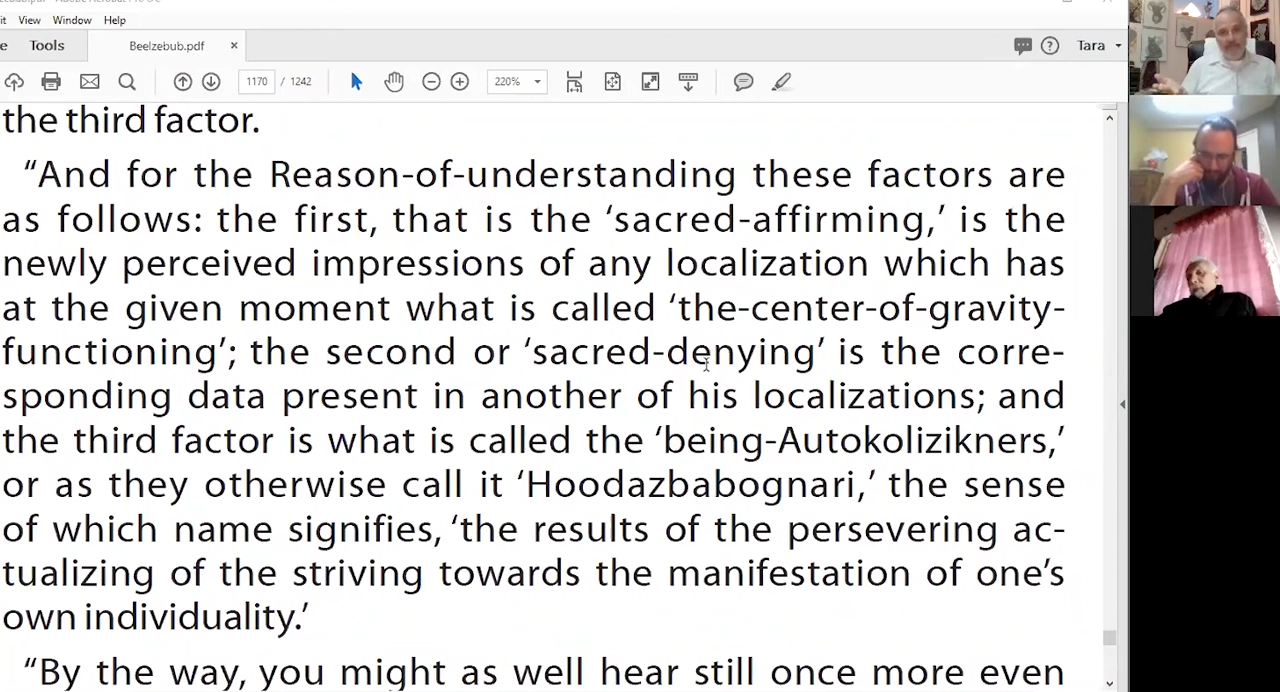 it View Window Help
e Tools Beelzebub.pdf × Tara
1170 / 1242 220%
the third factor.
“And for the Reason-of-understanding these factors are
as follows: the first, that is the ‘sacred-affirming,’ is the
newly perceived impressions of any localization which has
at the given moment what is called ‘the-center-of-gravity-
functioning’; the second or ‘sacred-denying’ is the corre-
sponding data present in another of his localizations; and
the third factor is what is called the ‘being-Autokolizikners,’
or as they otherwise call it ‘Hoodazbabognari,’ the sense
of which name signifies, ‘the results of the persevering ac-
tualizing of the striving towards the manifestation of one’s
own individuality.’
“By the way, you might as well hear still once more even